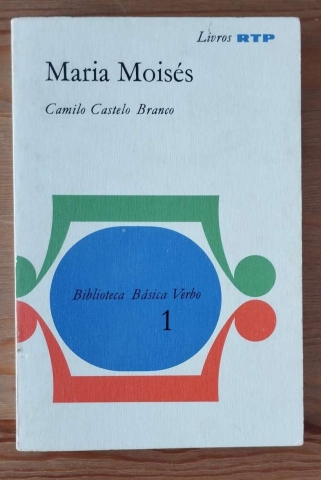 Livros RTP
Maria Moisés
Camilo Castelo Branco
Biblioteca Básica Verbo
1